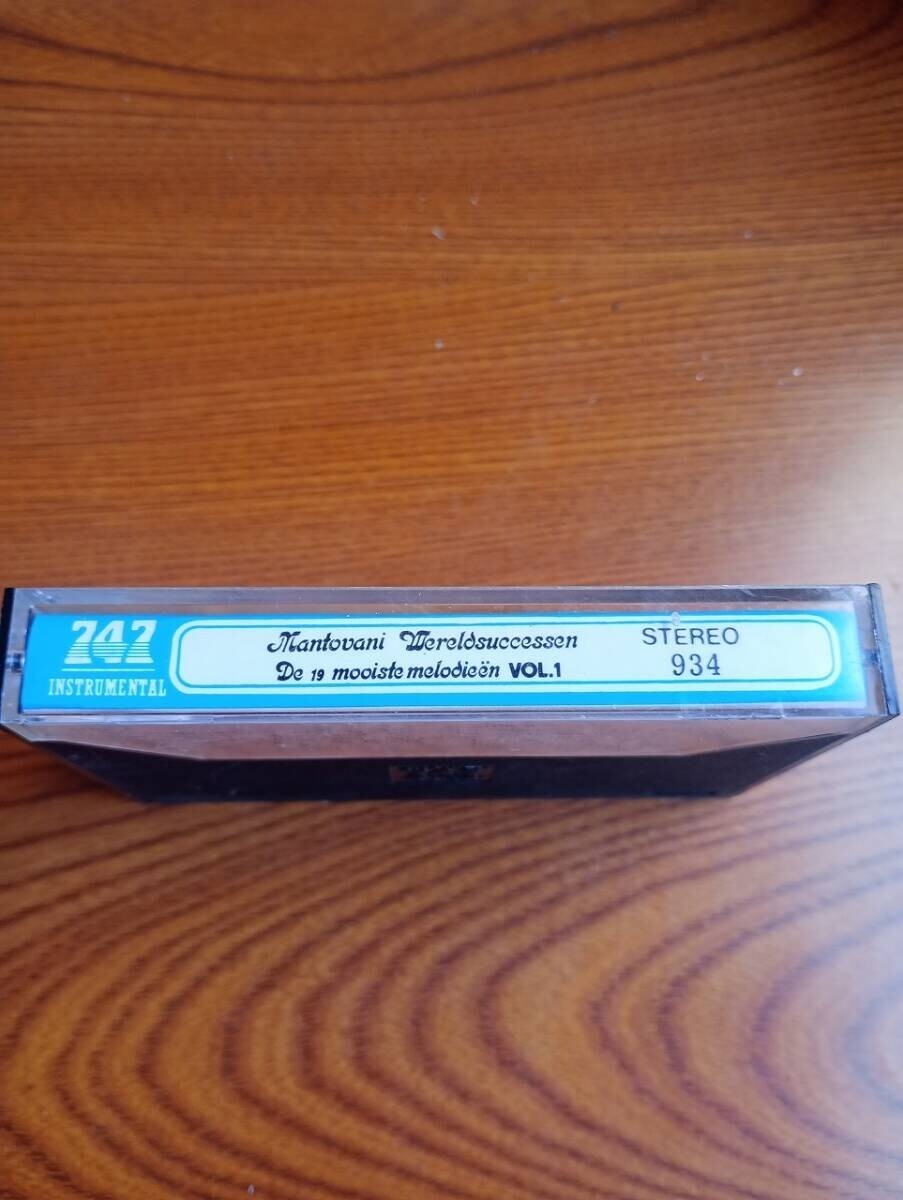 747
INSTRUMENTAL
Mantovani Wereldsuccessen
De 19 mooiste melodieën VOL.1
STEREO
934